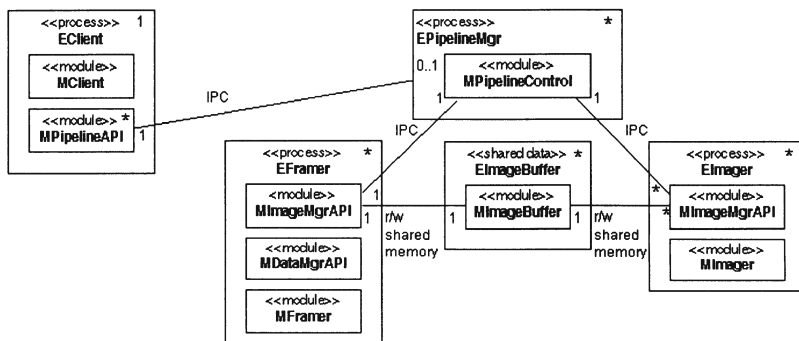 <<process>> 1
EClient
<<module>>
MClient
<<module>> *
MPipelineAPI
1
IPC
<<process>> *
EPipelineMgr
0..1
<<module>>
MPipelineControl
1
1
IPC
IPC
<<process>> *
EFramer
<module>>
MImageMgrAPI
1
1
r/w
shared
memory
<<module>>
MDataMgrAPI
<<module>>
MFramer
<<shared data>> *
EImageBuffer
<<module>>
MImageBuffer
1
1
r/w
shared
memory
<<process>> *
EImager
*
*
<<module>>
MImageMgrAPI
<<module>>
MImager